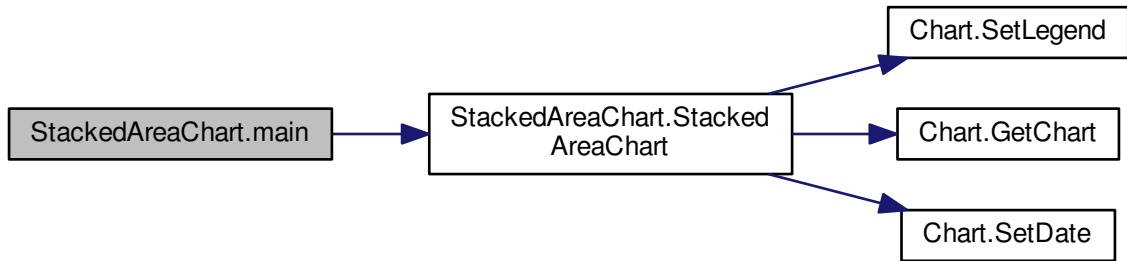 StackedAreaChart.main
StackedAreaChart.Stacked
AreaChart
Chart.SetLegend
Chart.GetChart
Chart.SetDate